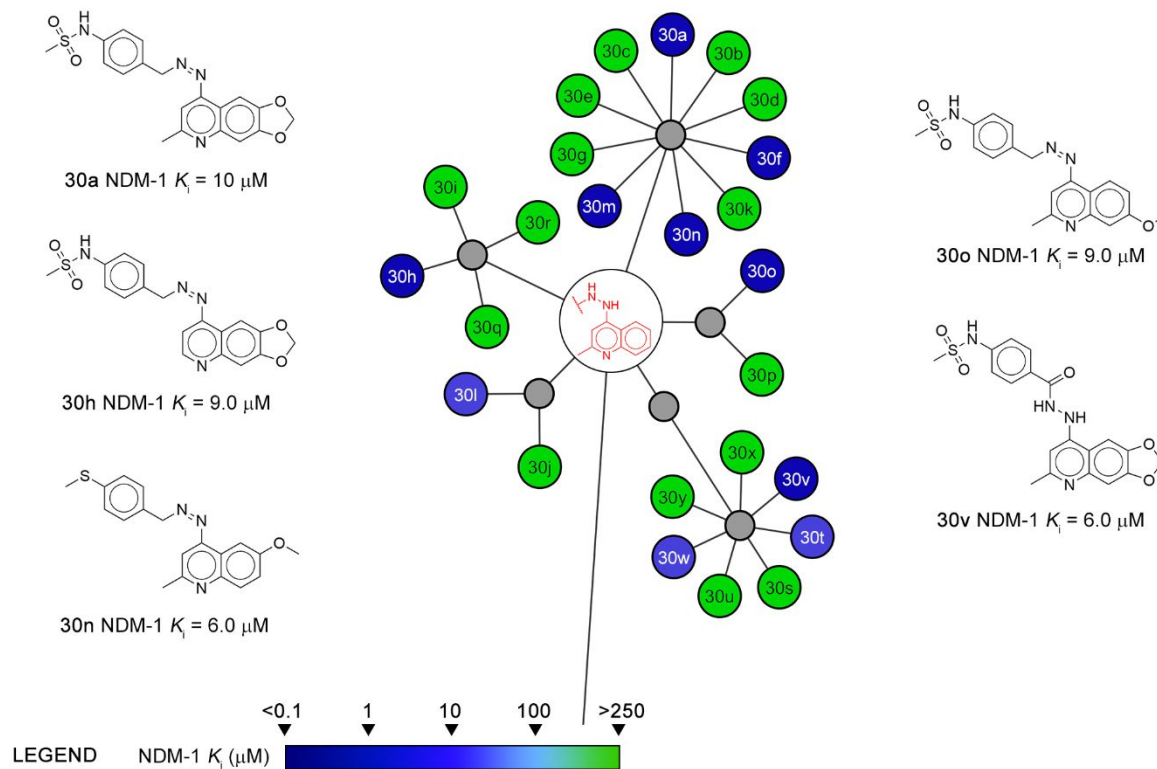 30a NDM-1 Ki = 10 μM
30h NDM-1 Ki = 9.0 μM
30n NDM-1 Ki = 6.0 μM
30a
30c
30b
30e
30d
30g
30f
30m
30n
30k
30i
30r
30h
30q
30o
30p
30l
30j
30x
30v
30y
30t
30w
30u
30s
H
N
NH
N
O
H
S
N
O
N
N
O
O
N
O
H
S
N
O
N
N
O
O
N
S
N
N
O
N
O
H
S
N
O
N
N
N
O
30o NDM-1 Ki = 9.0 μM
O
H
S
N
O
O
NH
NH
O
O
N
30v NDM-1 Ki = 6.0 μM
<0.1 1 10 100 >250
LEGEND NDM-1 Ki (μM)